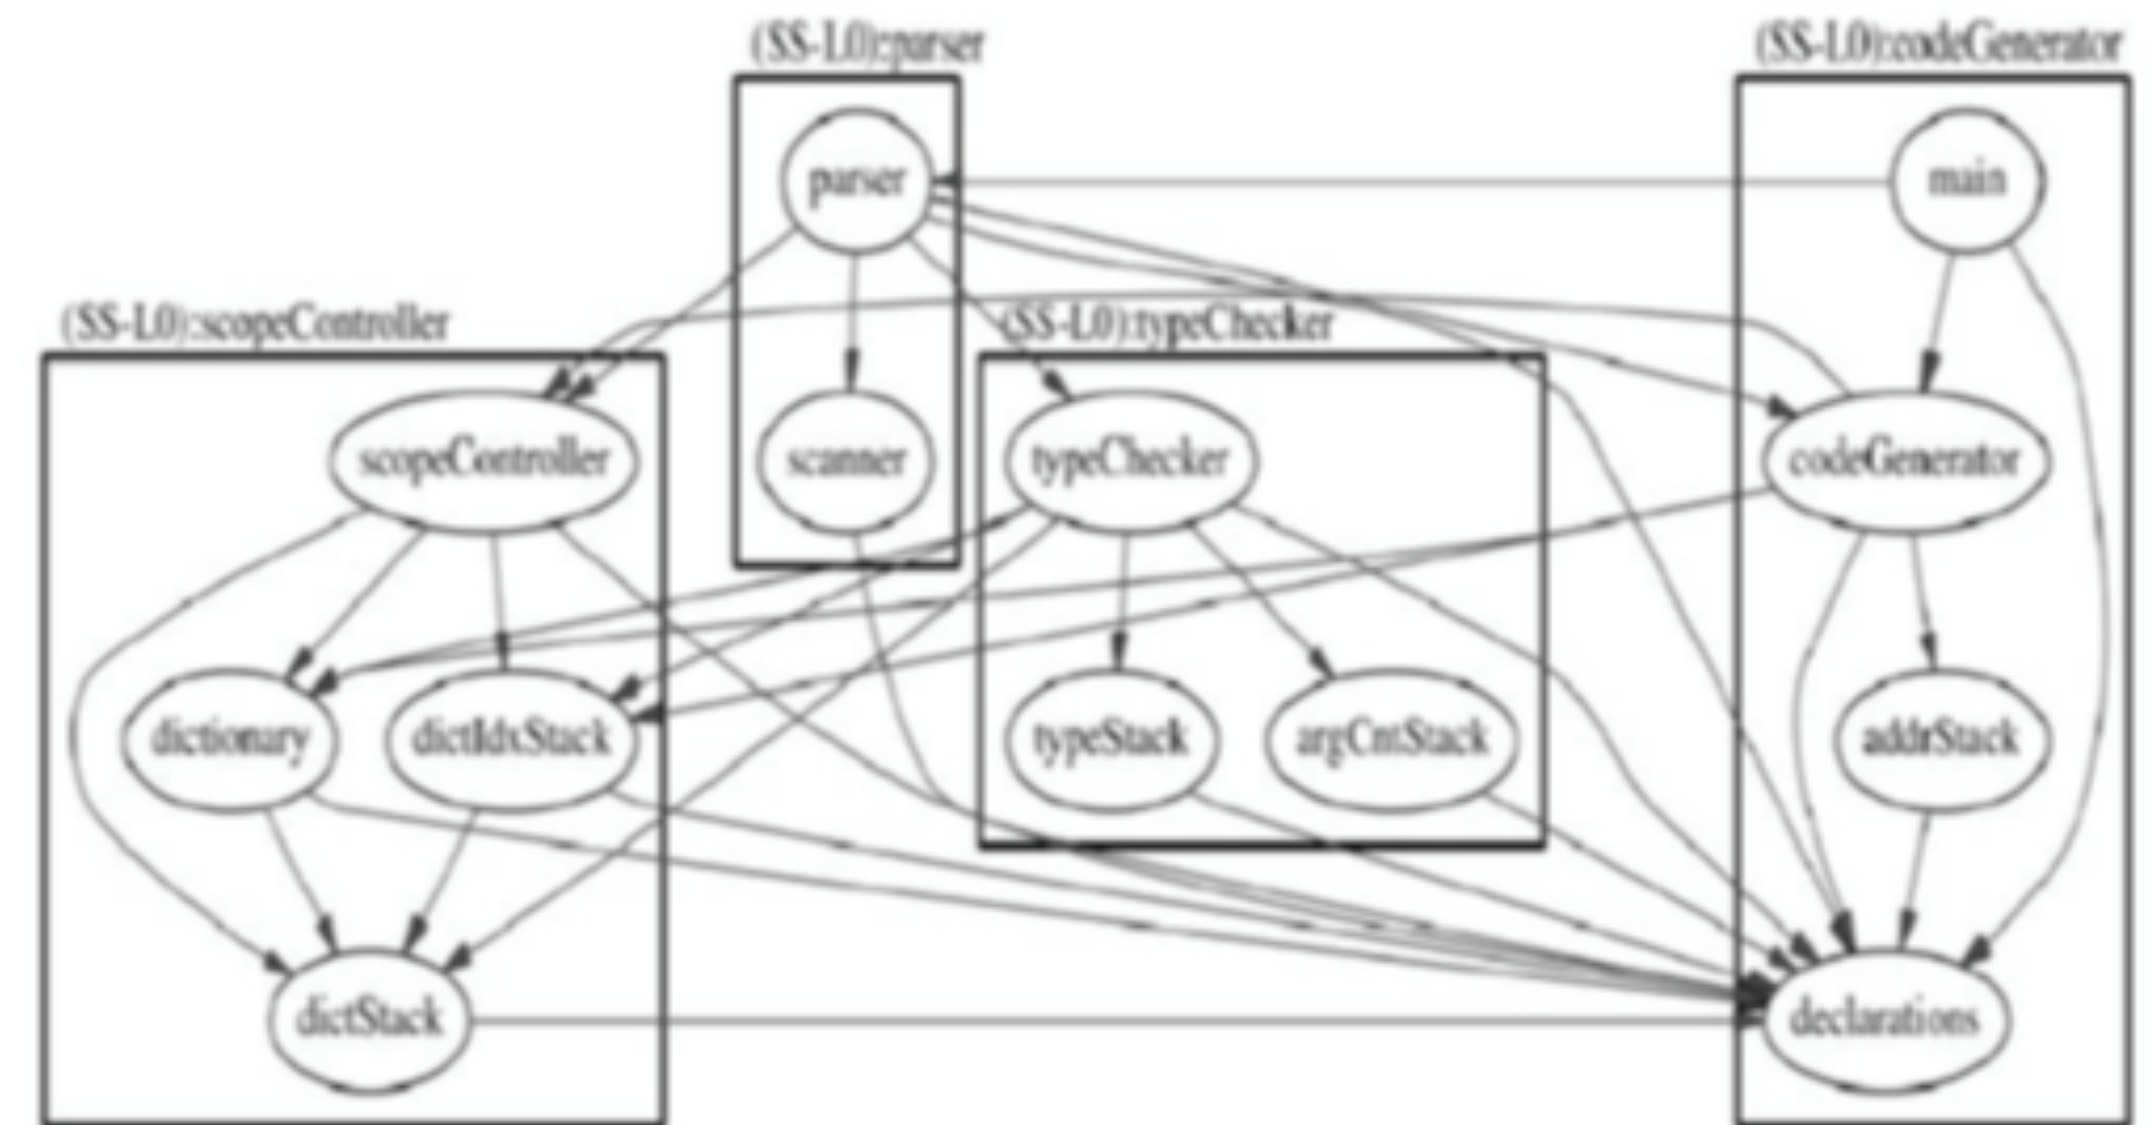 (SS-L0):parser
(SS-L0):codeGenerator
parser
main
(SS-L0):scopeController
(SS-L0):typeChecker
scopeController
scanner
typeChecker
codeGenerator
dictionary
dictIdxStack
typeStack
argCntStack
addrStack
dictStack
declarations